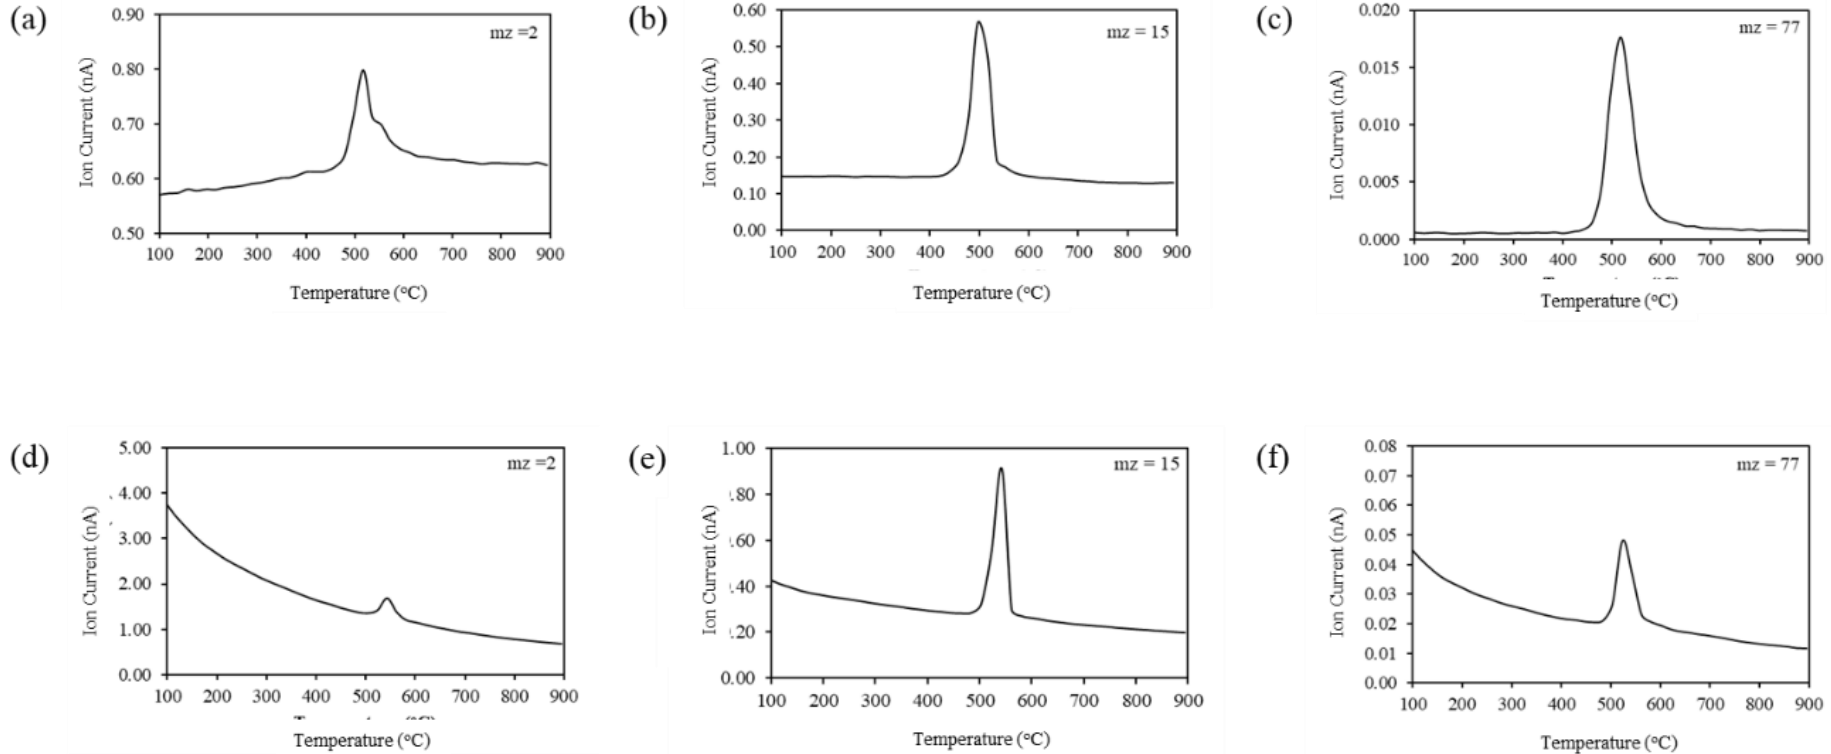 (a)
mz =2
Ion Current (nA)
0.90
0.80
0.70
0.60
0.50
100 200 300 400 500 600 700 800 900
Temperature (°C)
(b)
mz = 15
Ion Current (nA)
0.60
0.50
0.40
0.30
0.20
0.10
0.00
100 200 300 400 500 600 700 800 900
Temperature (°C)
(c)
mz = 77
Ion Current (nA)
0.020
0.015
0.010
0.005
0.000
100 200 300 400 500 600 700 800 900
Temperature (°C)
(d)
mz =2
Ion Current (nA)
5.00
4.00
3.00
2.00
1.00
0.00
100 200 300 400 500 600 700 800 900
Temperature (°C)
(e)
mz = 15
Ion Current (nA)
1.00
.80
.60
.40
.20
0.00
100 200 300 400 500 600 700 800 900
Temperature (°C)
(f)
mz = 77
Ion Current (nA)
0.08
0.07
0.06
0.05
0.04
0.03
0.02
0.01
0.00
100 200 300 400 500 600 700 800 900
Temperature (°C)